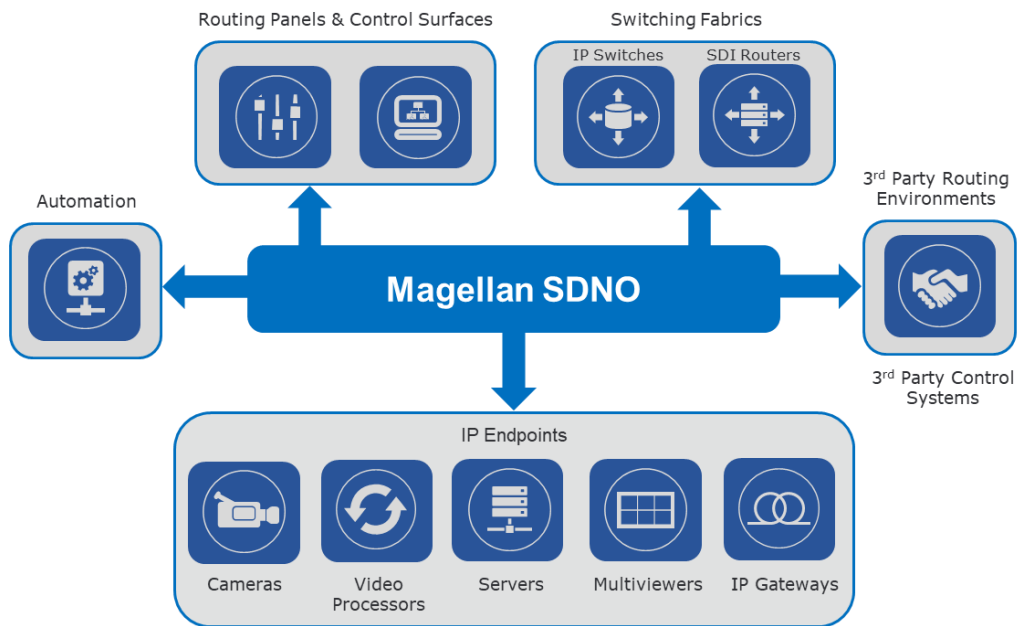 Routing Panels & Control Surfaces
Switching Fabrics
IP Switches
SDI Routers
Automation
3rd Party Routing
Environments
Magellan SDNO
3rd Party Control
Systems
IP Endpoints
Cameras
Video
Processors
Servers
Multiviewers
IP Gateways